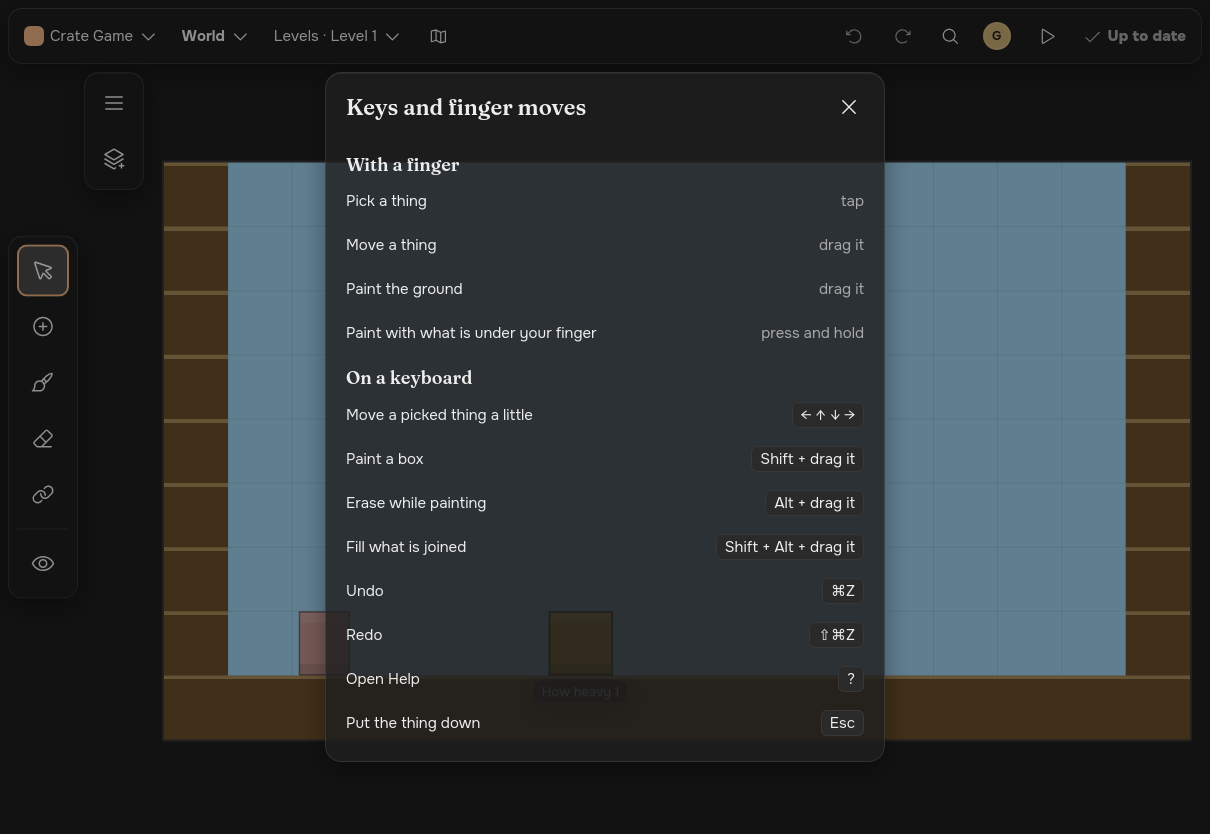 Crate Game
World
Levels · Level 1
G
Up to date
Keys and finger moves
With a finger
Pick a thing tap
Move a thing drag it
Paint the ground drag it
Paint with what is under your finger press and hold
On a keyboard
Move a picked thing a little ← ↑ ↓ →
Paint a box Shift + drag it
Erase while painting Alt + drag it
Fill what is joined Shift + Alt + drag it
Undo ⌘Z
Redo ⇧⌘Z
Open Help ?
How heavy 1
Put the thing down Esc